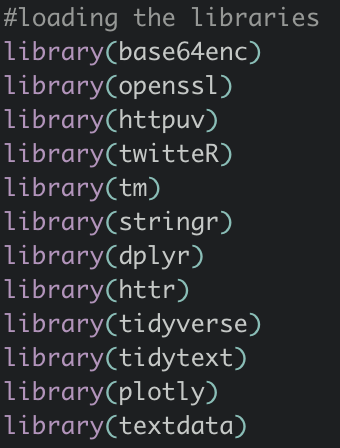 #loading the libraries
library(base64enc)
library(openssl)
library(httpuv)
library(twitteR)
library(tm)
library(stringr)
library(dplyr)
library(httr)
library(tidyverse)
library(tidytext)
library(plotly)
library(textdata)